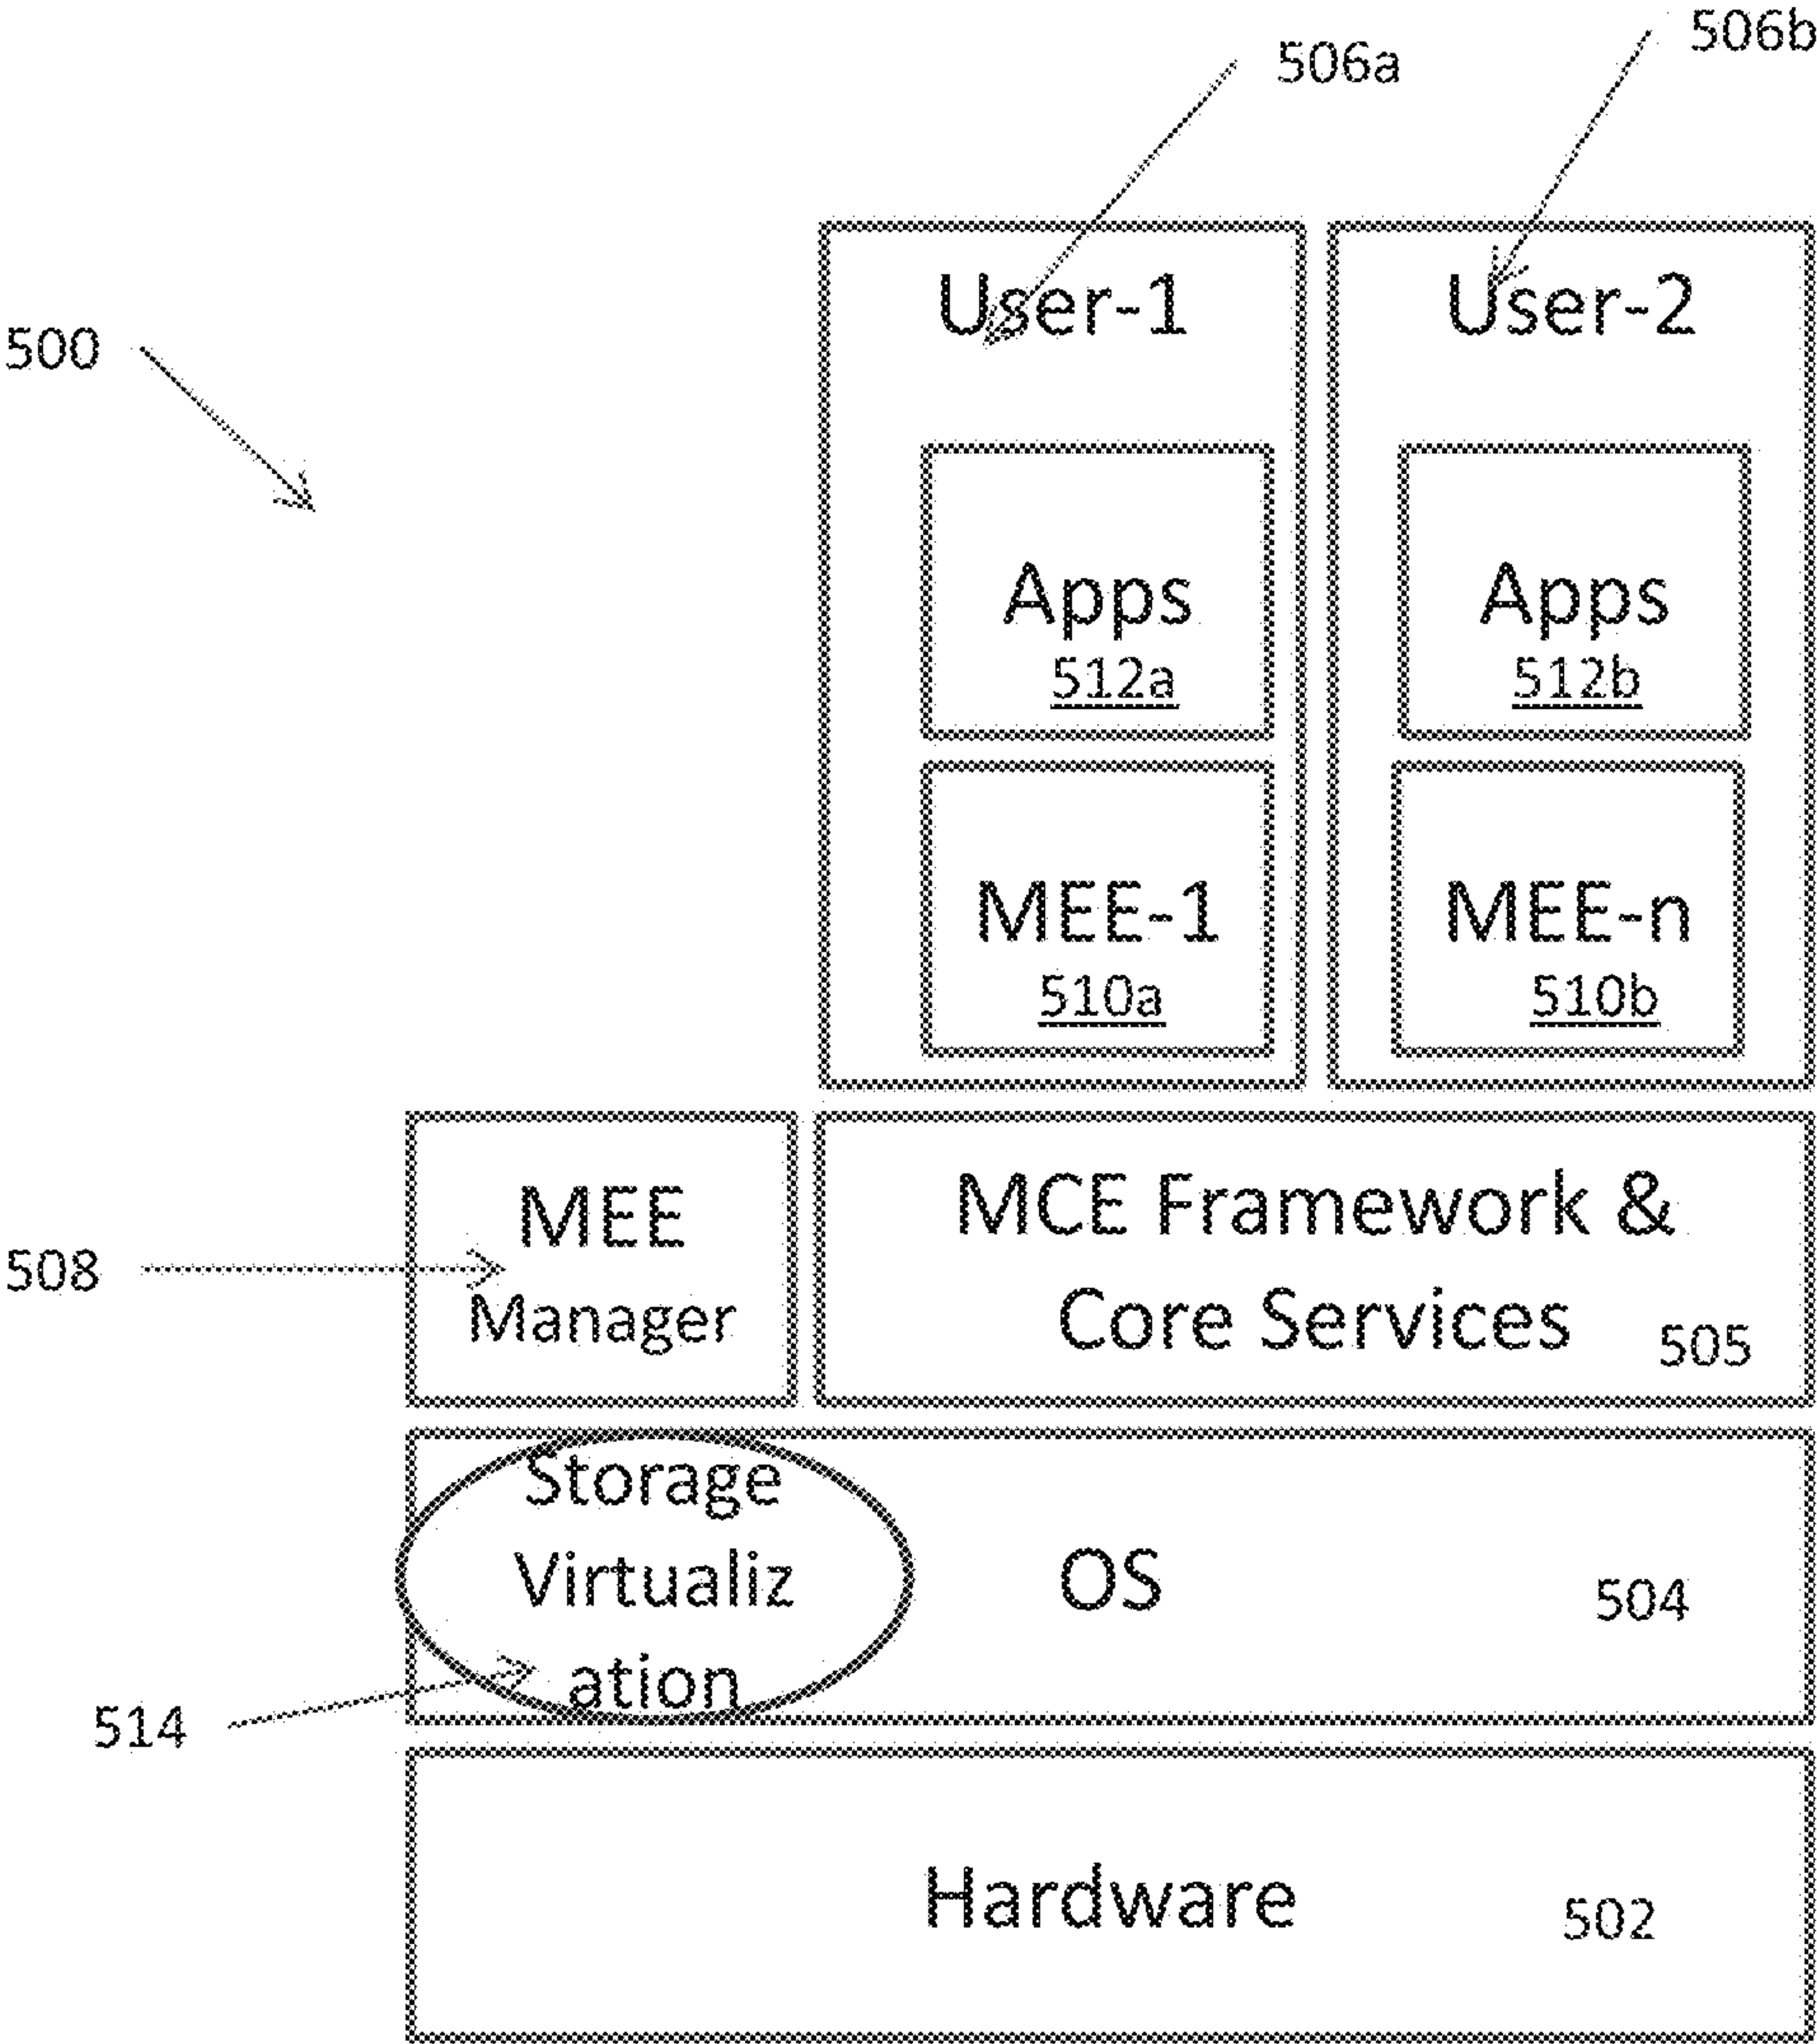 506b
506a
User-1
User-2
500
Apps
512a
Apps
512b
MEE-1
510a
MEE-n
510b
MEE
Manager
508
MCE Framework &
Core Services
505
Storage
Virtualiz
ation
OS
504
514
Hardware
502